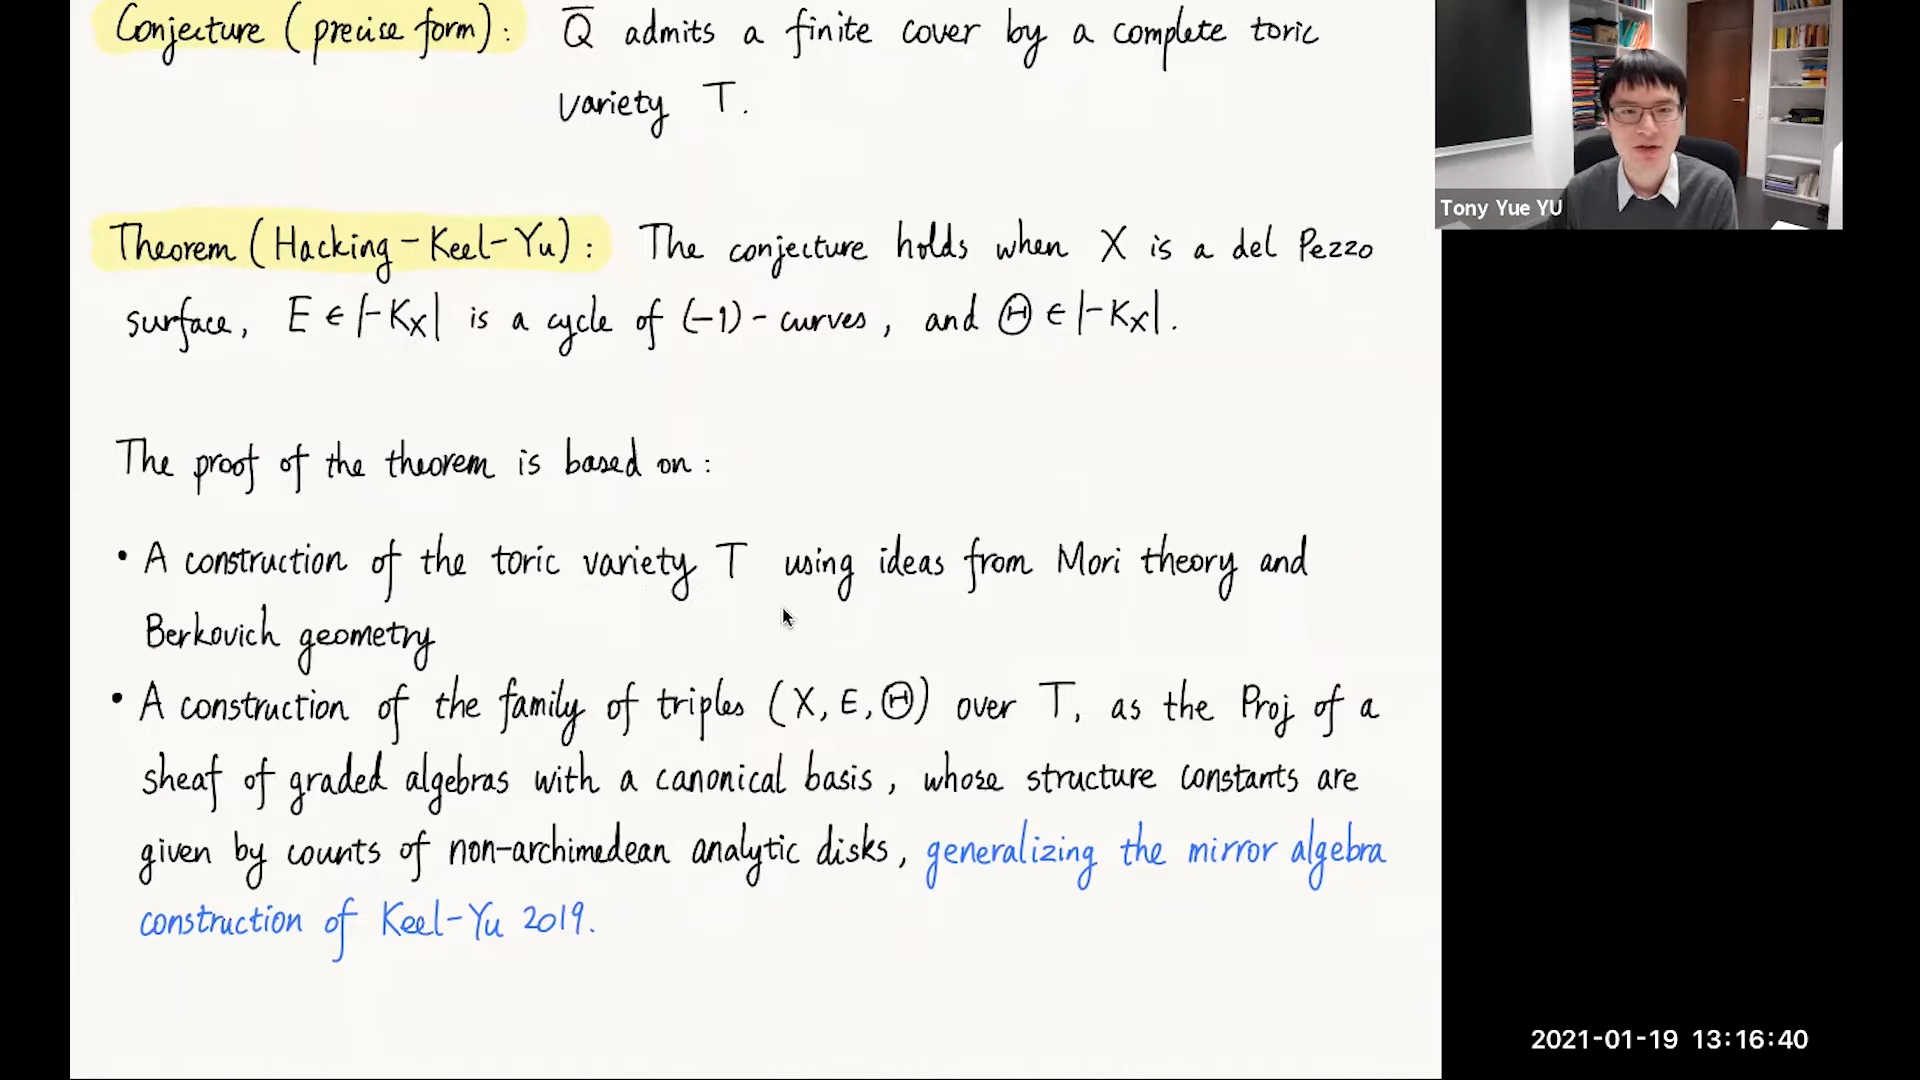 Conjecture (precise form): Q̅ admits a finite cover by a complete toric
variety T.
Tony Yue YU
Theorem (Hacking-Keel-Yu): The conjecture holds when X is a del Pezzo
surface, E ∈ |-K_X| is a cycle of (-1)-curves, and Θ ∈ |-K_X|.
The proof of the theorem is based on:
• A construction of the toric variety T using ideas from Mori theory and
Berkovich geometry
• A construction of the family of triples (X, E, Θ) over T, as the Proj of a
sheaf of graded algebras with a canonical basis, whose structure constants are
given by counts of non-archimedean analytic disks, generalizing the mirror algebra
construction of Keel-Yu 2019.
2021-01-19 13:16:40